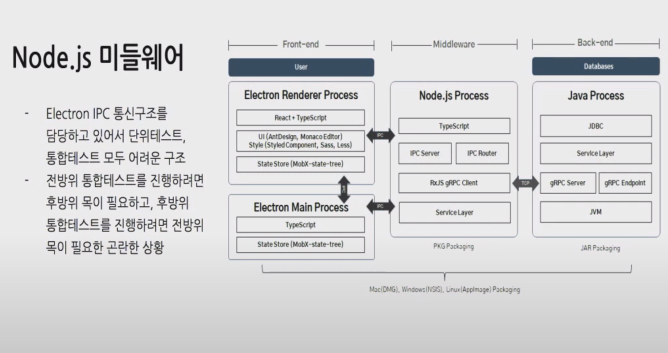 Node.js 미들웨어
- Electron IPC 통신구조를
담당하고 있어서 단위테스트,
통합테스트 모두 어려운 구조
- 전방위 통합테스트를 진행하려면
후방위 목이 필요하고, 후방위
통합테스트를 진행하려면 전방위
목이 필요한 곤란한 상황
Front-end
User
Electron Renderer Process
React + TypeScript
UI (AntDesign, Monaco Editor)
Style (Styled Component, Sass, Less)
State Store (MobX-state-tree)
Electron Main Process
TypeScript
State Store (MobX-state-tree)
IPC
IPC
Middleware
Node.js Process
TypeScript
IPC Server
IPC Router
RxJS gRPC Client
Service Layer
PKG Packaging
TCP
Back-end
Databases
Java Process
JDBC
Service Layer
gRPC Server
gRPC Endpoint
JVM
JAR Packaging
Mac(DMG), Windows(NSIS), Linux(AppImage) Packaging